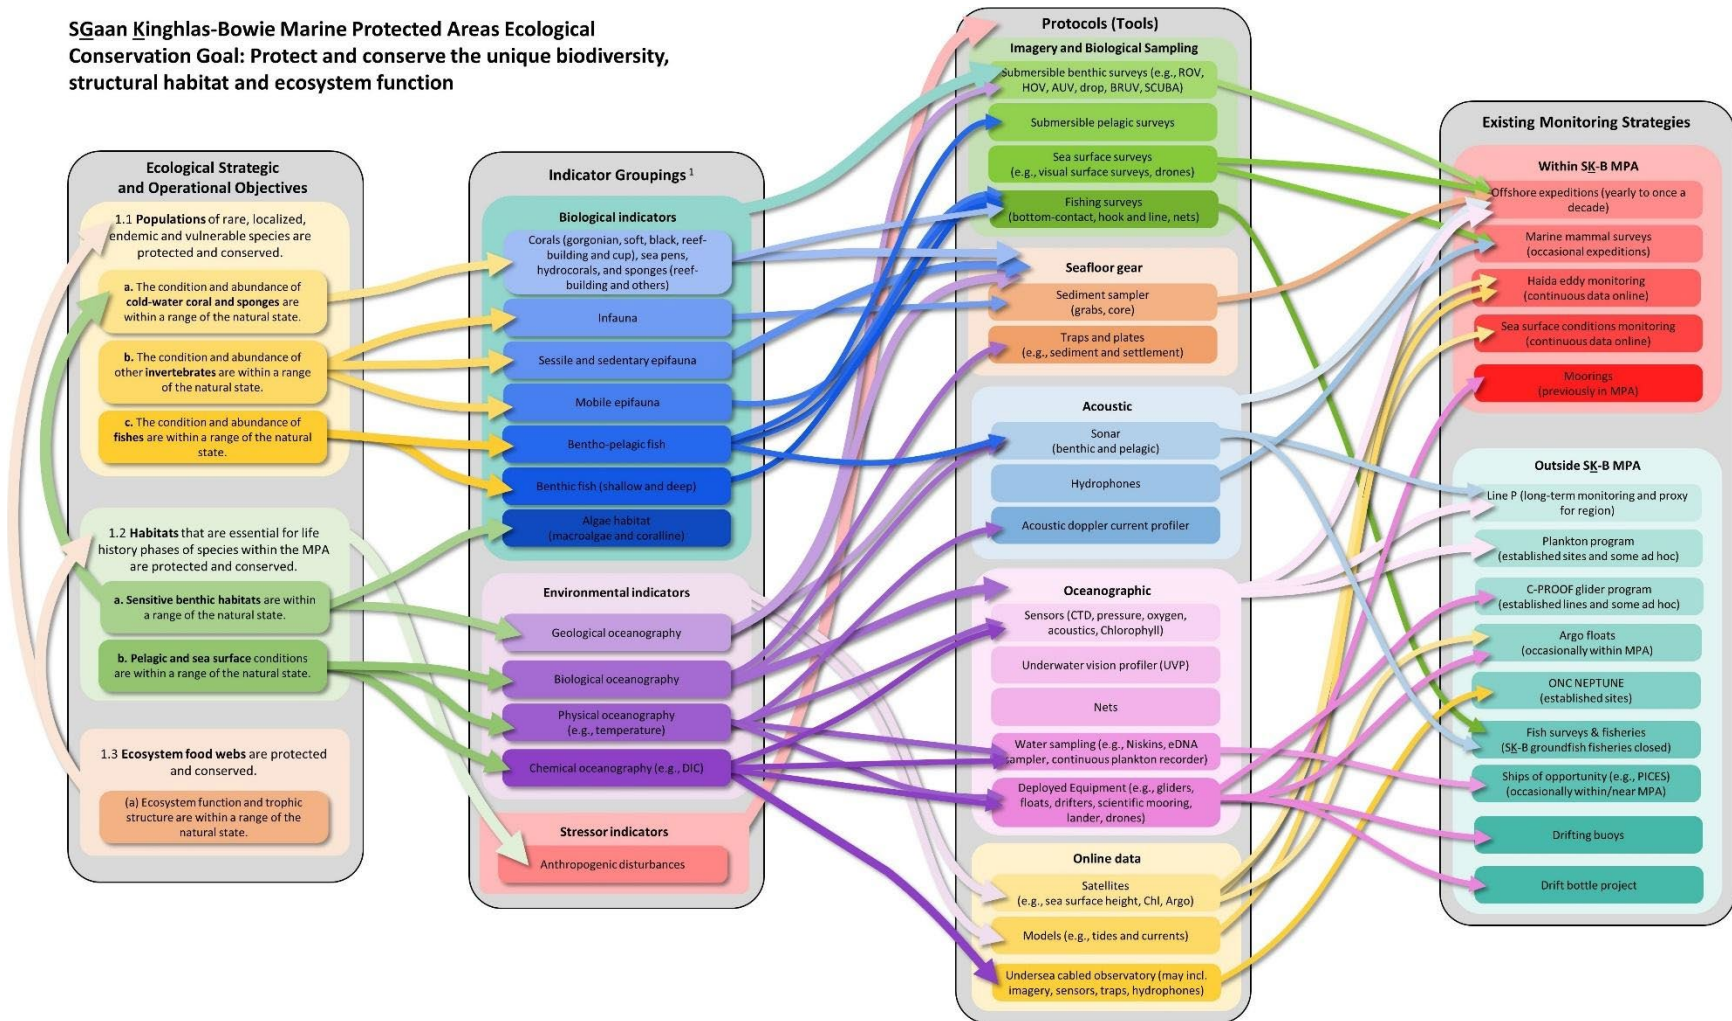 SGaan Kinghlas-Bowie Marine Protected Areas Ecological
Conservation Goal: Protect and conserve the unique biodiversity,
structural habitat and ecosystem function
Ecological Strategic
and Operational Objectives
1.1 Populations of rare, localized,
endemic and vulnerable species are
protected and conserved.
a. The condition and abundance of
cold-water coral and sponges are
within a range of the natural state.
b. The condition and abundance of
other invertebrates are within a range
of the natural state.
c. The condition and abundance of
fishes are within a range of the natural
state.
1.2 Habitats that are essential for life
history phases of species within the MPA
are protected and conserved.
a. Sensitive benthic habitats are within
a range of the natural state.
b. Pelagic and sea surface conditions
are within a range of the natural state.
1.3 Ecosystem food webs are protected
and conserved.
(a) Ecosystem function and trophic
structure are within a range of the
natural state.
Indicator Groupings 1
Biological indicators
Corals (gorgonian, soft, black, reef-
building and cup), sea pens,
hydrocorals, and sponges (reef-
building and others)
Infauna
Sessile and sedentary epifauna
Mobile epifauna
Bentho-pelagic fish
Benthic fish (shallow and deep)
Algae habitat
(macroalgae and coralline)
Environmental indicators
Geological oceanography
Biological oceanography
Physical oceanography
(e.g., temperature)
Chemical oceanography (e.g., DIC)
Stressor indicators
Anthropogenic disturbances
Protocols (Tools)
Imagery and Biological Sampling
Submersible benthic surveys (e.g., ROV,
HOV, AUV, drop, BRUV, SCUBA)
Submersible pelagic surveys
Sea surface surveys
(e.g., visual surface surveys, drones)
Fishing surveys
(bottom-contact, hook and line, nets)
Seafloor gear
Sediment sampler
(grabs, core)
Traps and plates
(e.g., sediment and settlement)
Acoustic
Sonar
(benthic and pelagic)
Hydrophones
Acoustic doppler current profiler
Oceanographic
Sensors (CTD, pressure, oxygen,
acoustics, Chlorophyll)
Underwater vision profiler (UVP)
Nets
Water sampling (e.g., Niskins, eDNA
sampler, continuous plankton recorder)
Deployed Equipment (e.g., gliders,
floats, drifters, scientific mooring,
lander, drones)
Online data
Satellites
(e.g., sea surface height, Chl, Argo)
Models (e.g., tides and currents)
Undersea cabled observatory (may incl.
imagery, sensors, traps, hydrophones)
Existing Monitoring Strategies
Within SK-B MPA
Offshore expeditions (yearly to once a
decade)
Marine mammal surveys
(occasional expeditions)
Haida eddy monitoring
(continuous data online)
Sea surface conditions monitoring
(continuous data online)
Moorings
(previously in MPA)
Outside SK-B MPA
Line P (long-term monitoring and proxy
for region)
Plankton program
(established sites and some ad hoc)
C-PROOF glider program
(established lines and some ad hoc)
Argo floats
(occasionally within MPA)
ONC NEPTUNE
(established sites)
Fish surveys & fisheries
(SK-B groundfish fisheries closed)
Ships of opportunity (e.g., PICES)
(occasionally within/near MPA)
Drifting buoys
Drift bottle project